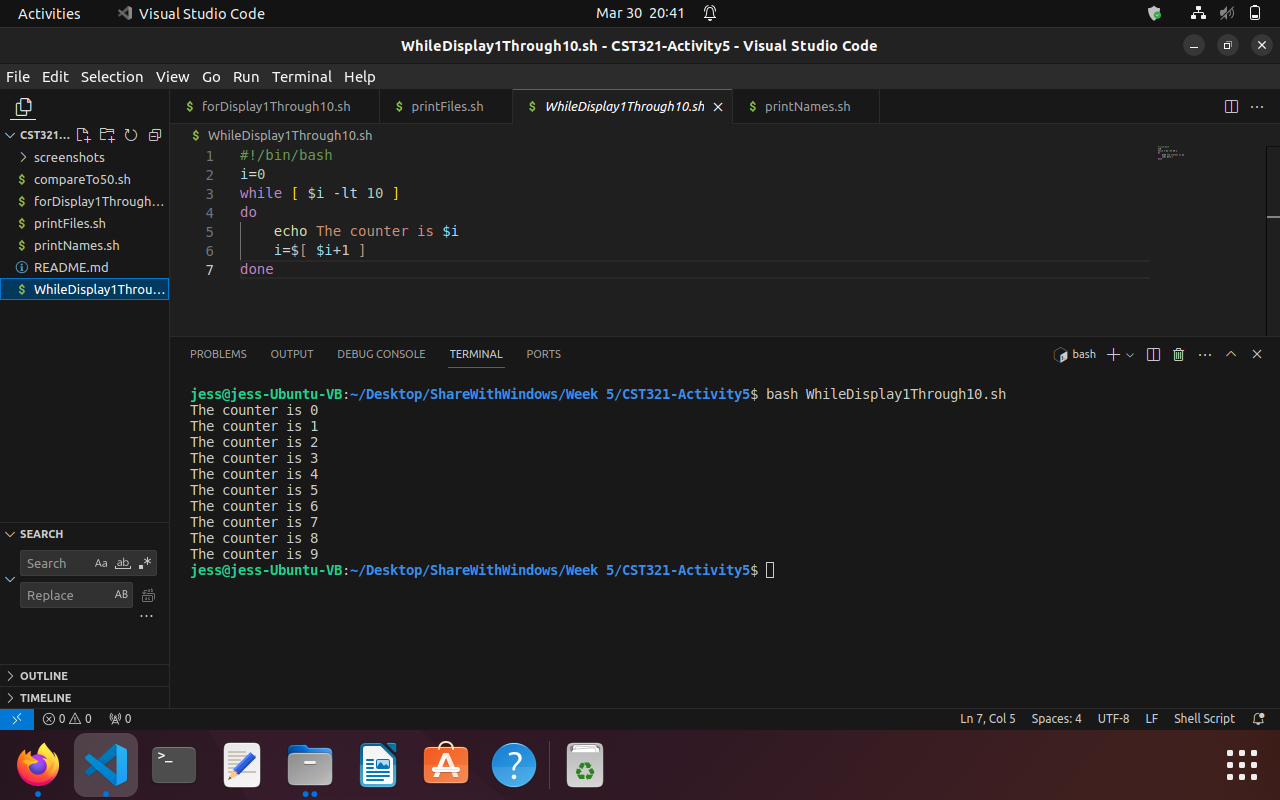 Activities Visual Studio Code Mar 30 20:41
WhileDisplay1Through10.sh - CST321-Activity5 - Visual Studio Code
File Edit Selection View Go Run Terminal Help
$ forDisplay1Through10.sh $ printFiles.sh $ WhileDisplay1Through10.sh $ printNames.sh
CST321...
screenshots
$ compareTo50.sh
$ forDisplay1Through...
$ printFiles.sh
$ printNames.sh
README.md
$ WhileDisplay1Throu...
$ WhileDisplay1Through10.sh
1 #!/bin/bash
2 i=0
3 while [ $i -lt 10 ]
4 do
5 echo The counter is $i
6 i=$[ $i+1 ]
7 done
PROBLEMS OUTPUT DEBUG CONSOLE TERMINAL PORTS bash
jess@jess-Ubuntu-VB:~/Desktop/ShareWithWindows/Week 5/CST321-Activity5$ bash WhileDisplay1Through10.sh
The counter is 0
The counter is 1
The counter is 2
The counter is 3
The counter is 4
The counter is 5
The counter is 6
The counter is 7
The counter is 8
The counter is 9
jess@jess-Ubuntu-VB:~/Desktop/ShareWithWindows/Week 5/CST321-Activity5$
SEARCH
Search Aa ab .*
Replace AB
OUTLINE
TIMELINE
0 0 0 Ln 7, Col 5 Spaces: 4 UTF-8 LF Shell Script
>_ ?